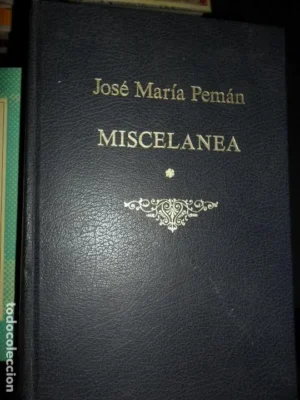 José María Pemán
MISCELANEA
todocoleccion